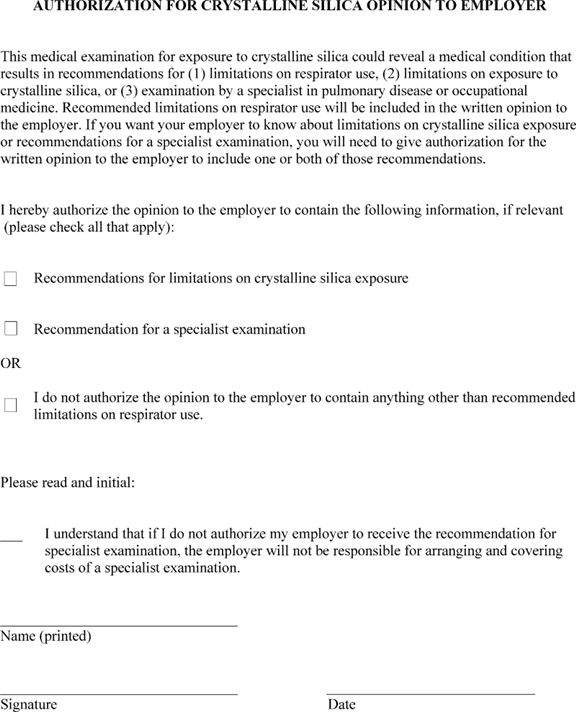 AUTHORIZATION FOR CRYSTALLINE SILICA OPINION TO EMPLOYER
This medical examination for exposure to crystalline silica could reveal a medical condition that
results in recommendations for (1) limitations on respirator use, (2) limitations on exposure to
crystalline silica, or (3) examination by a specialist in pulmonary disease or occupational
medicine. Recommended limitations on respirator use will be included in the written opinion to
the employer. If you want your employer to know about limitations on crystalline silica exposure
or recommendations for a specialist examination, you will need to give authorization for the
written opinion to the employer to include one or both of those recommendations.
I hereby authorize the opinion to the employer to contain the following information, if relevant
(please check all that apply):
Recommendations for limitations on crystalline silica exposure
Recommendation for a specialist examination
OR
I do not authorize the opinion to the employer to contain anything other than recommended
limitations on respirator use.
Please read and initial:
I understand that if I do not authorize my employer to receive the recommendation for
specialist examination, the employer will not be responsible for arranging and covering
costs of a specialist examination.
Name (printed)
Signature Date